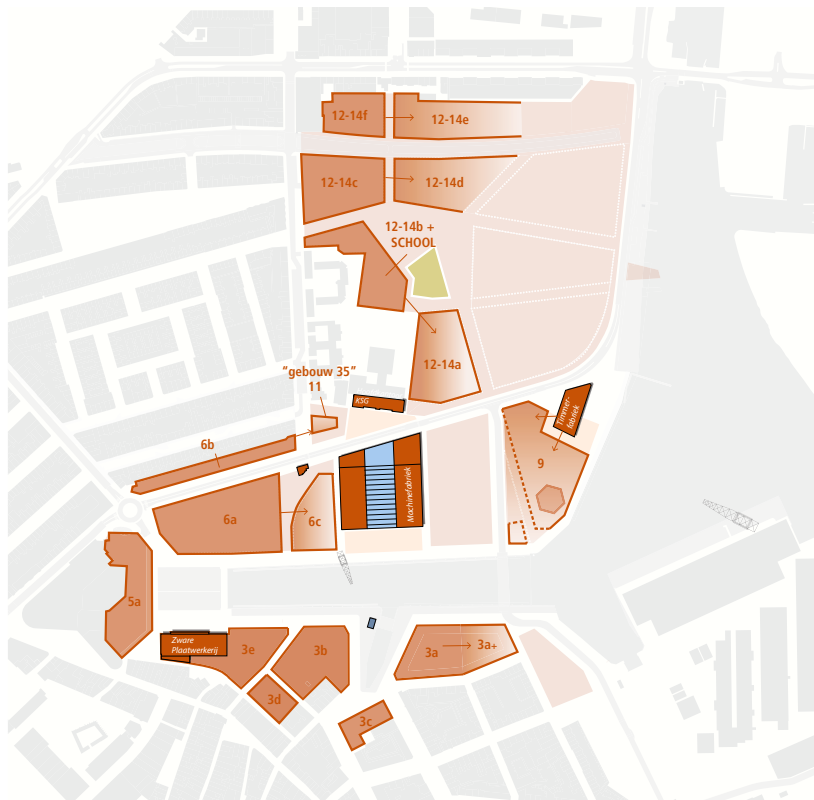 12-14f
12-14e
12-14c
12-14d
12-14b +
SCHOOL
12-14a
“gebouw 35”
11
KSG
Timmer-
fabriek
6b
9
Machinefabriek
6a
6c
5a
Zware
Plaatwerkerij
3e
3b
3a
3a+
3d
3c